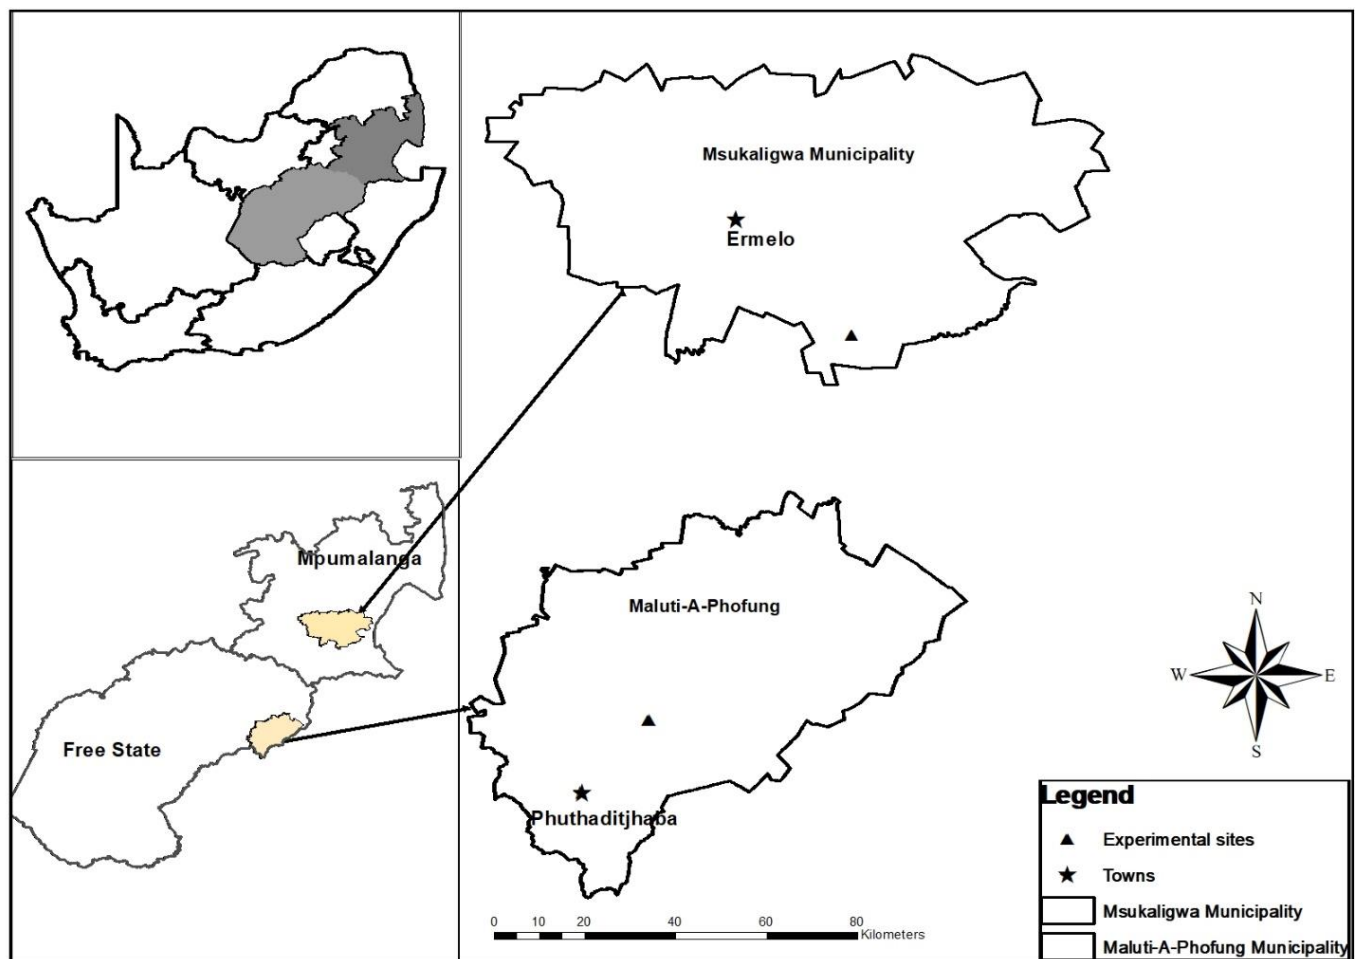 Msukaligwa Municipality
Ermelo
Mpumalanga
Free State
Maluti-A-Phofung
Phuthaditjhaba
N
W E
S
0 10 20 40 60 80
Kilometers
Legend
Experimental sites
Towns
Msukaligwa Municipality
Maluti-A-Phofung Municipality